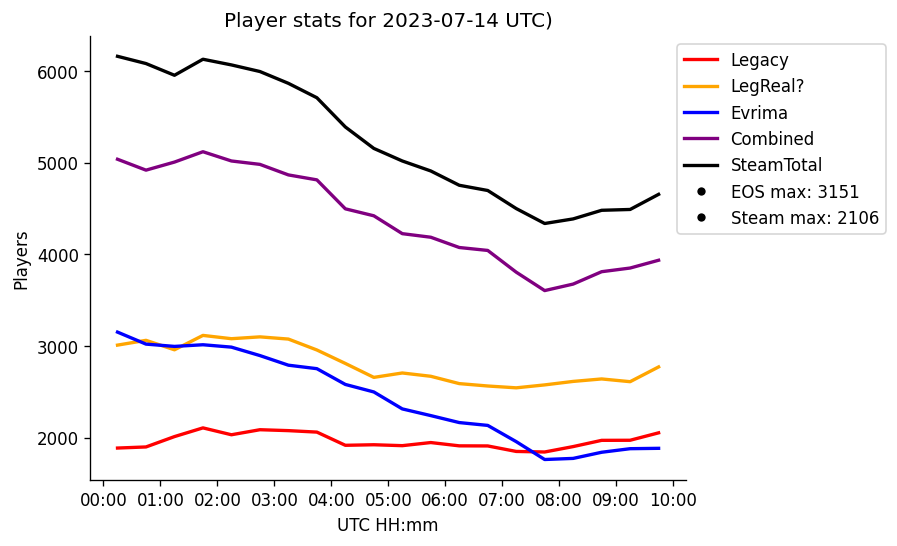 Player stats for 2023-07-14 UTC)
Legacy
LegReal?
Evrima
Combined
SteamTotal
EOS max: 3151
Steam max: 2106
Players
6000
5000
4000
3000
2000
00:00 01:00 02:00 03:00 04:00 05:00 06:00 07:00 08:00 09:00 10:00
UTC HH:mm